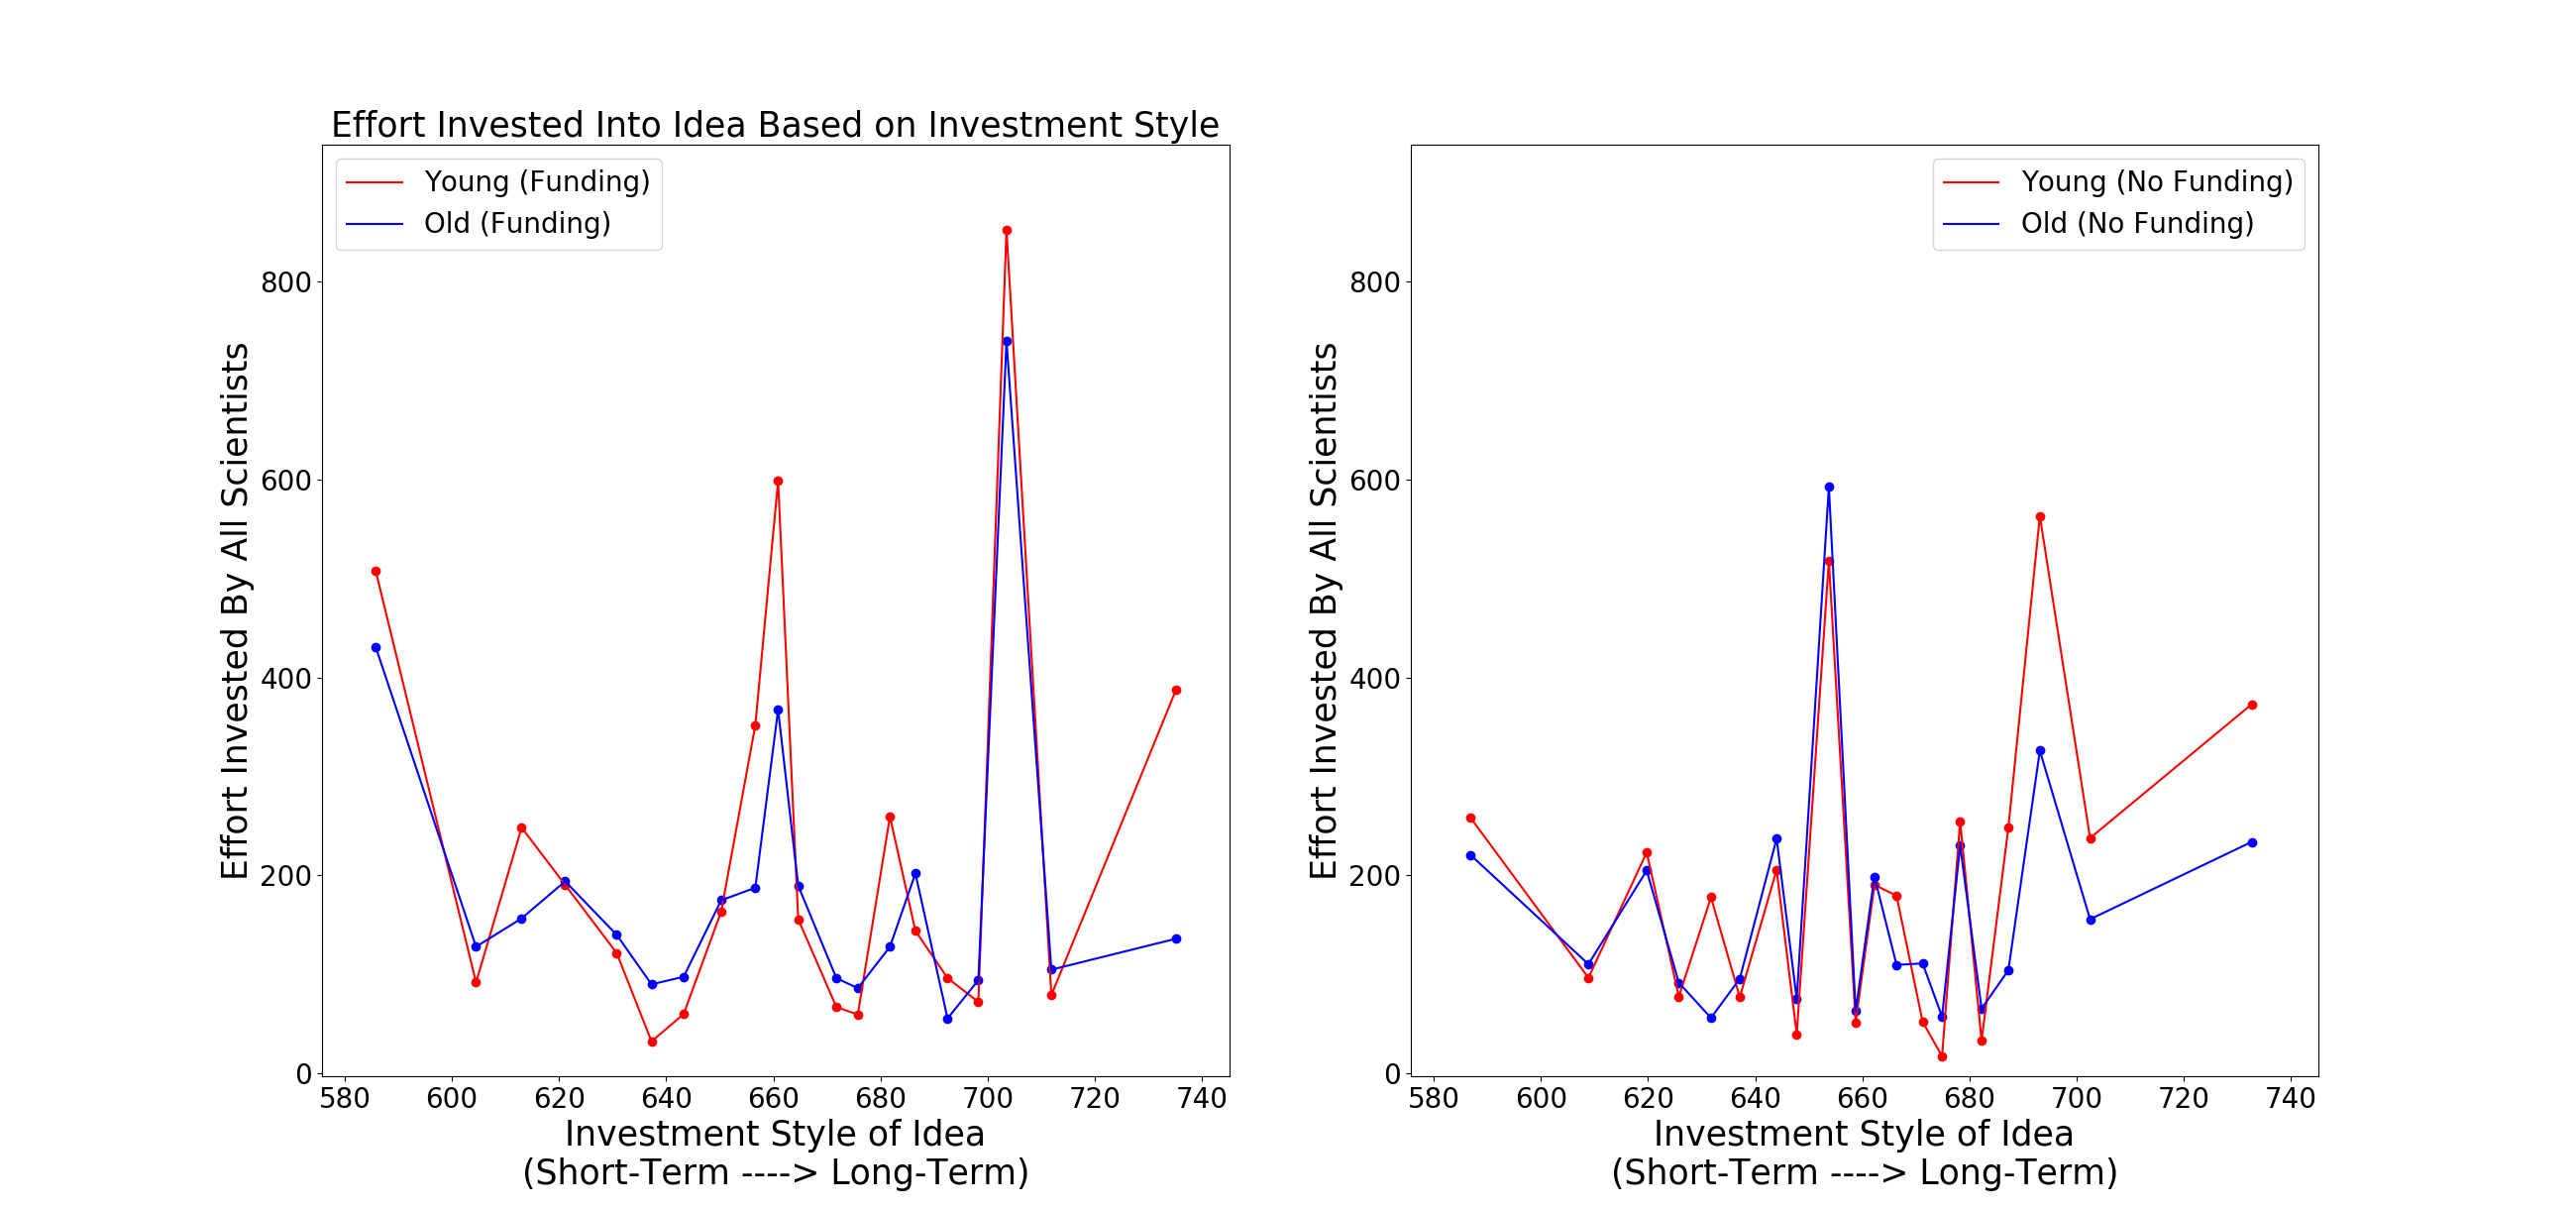 Effort Invested Into Idea Based on Investment Style
Young (Funding)
Old (Funding)
Effort Invested By All Scientists
800
600
400
200
0
580 600 620 640 660 680 700 720 740
Investment Style of Idea
(Short-Term ----> Long-Term)
Young (No Funding)
Old (No Funding)
Effort Invested By All Scientists
800
600
400
200
0
580 600 620 640 660 680 700 720 740
Investment Style of Idea
(Short-Term ----> Long-Term)